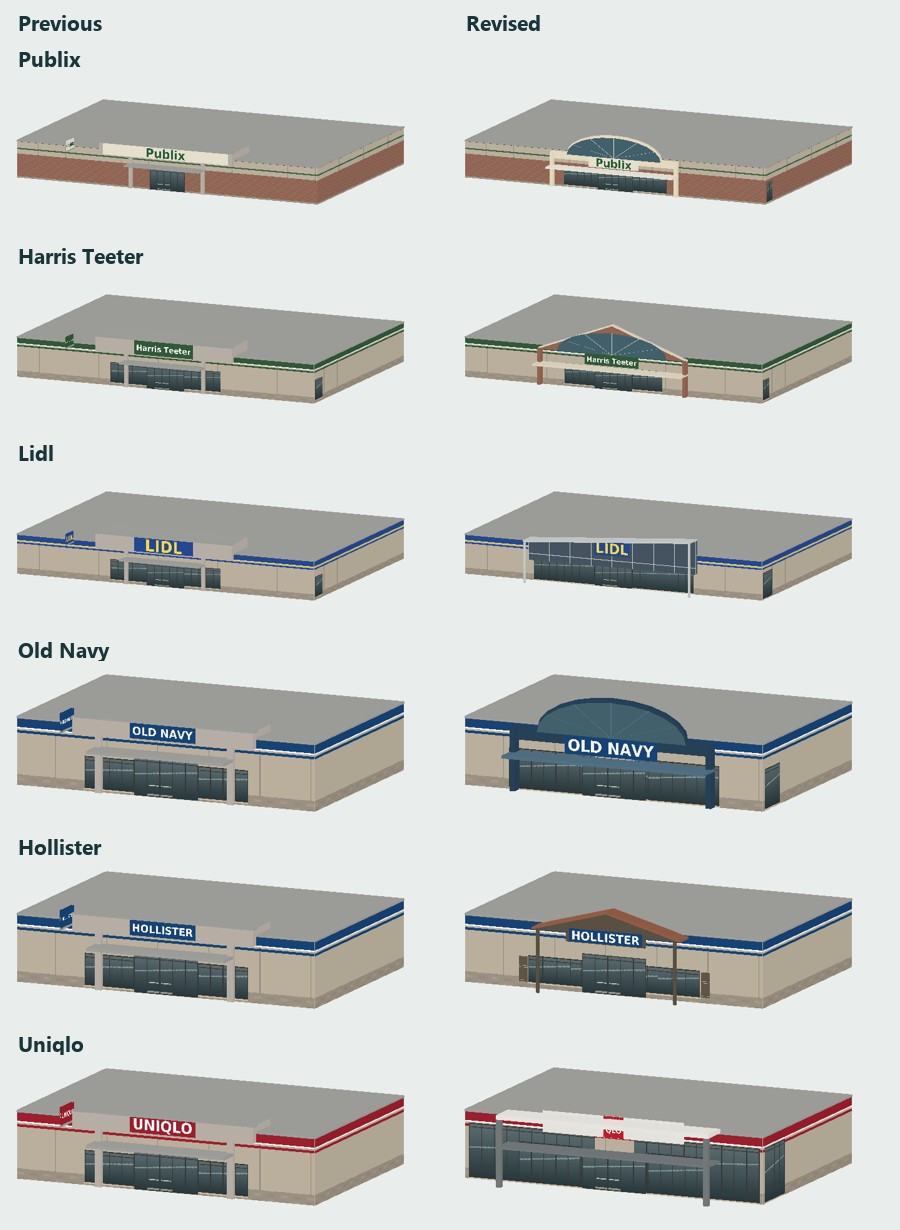 Previous
Revised
Publix
Publix
Publix
Harris Teeter
Harris Teeter
Harris Teeter
Lidl
LIDL
LIDL
Old Navy
OLD NAVY
OLD NAVY
Hollister
HOLLISTER
HOLLISTER
Uniqlo
UNIQLO